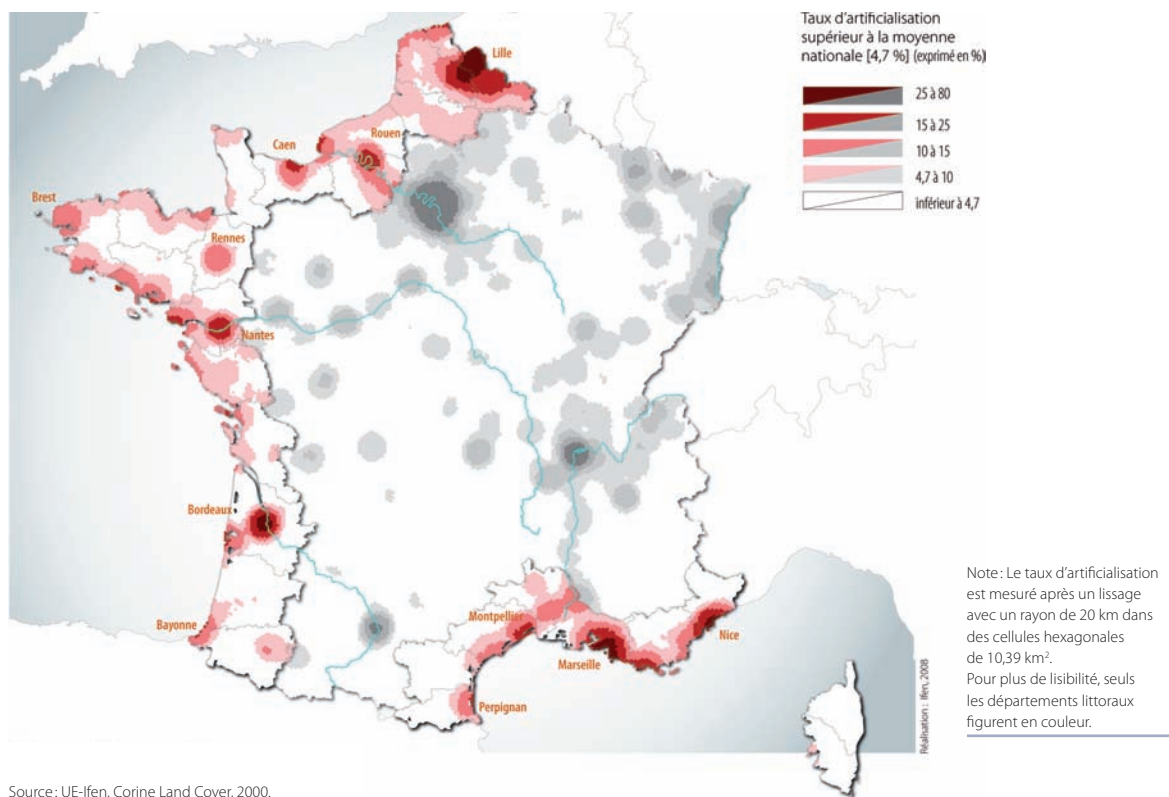 Taux d'artificialisation
supérieur à la moyenne
nationale [4,7 %] (exprimé en %)
25 à 80
15 à 25
10 à 15
4,7 à 10
inférieur à 4,7
Lille
Rouen
Caen
Brest
Rennes
Nantes
Bordeaux
Bayonne
Montpellier
Marseille
Nice
Perpignan
Réalisation : Ifen, 2008
Note : Le taux d'artificialisation
est mesuré après un lissage
avec un rayon de 20 km dans
des cellules hexagonales
de 10,39 km².
Pour plus de lisibilité, seuls
les départements littoraux
figurent en couleur.
Source : UE-Ifen, Corine Land Cover, 2000.